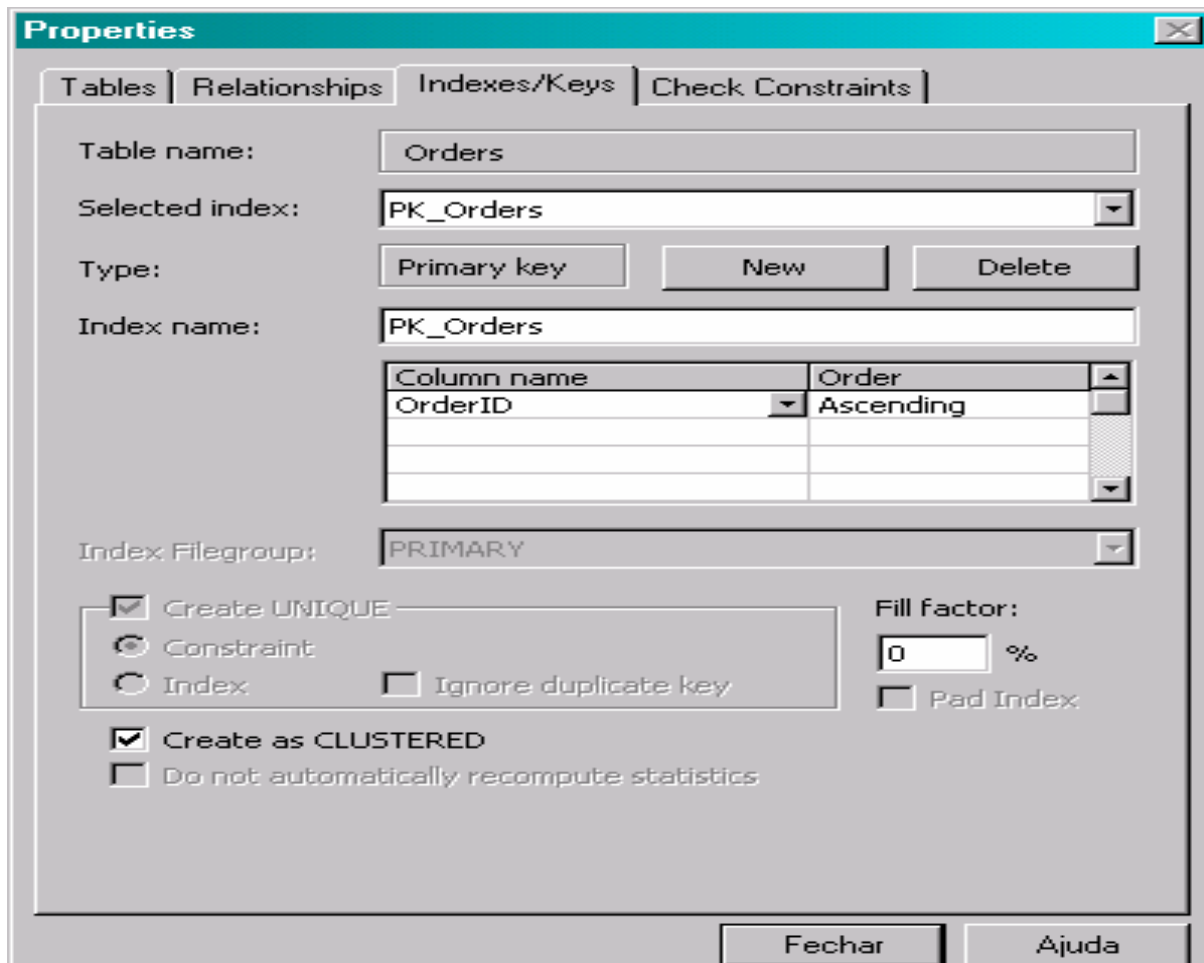 Properties
Tables Relationships Indexes/Keys Check Constraints
Table name: Orders
Selected index: PK_Orders
Type: Primary key New Delete
Index name: PK_Orders
Column name Order
OrderID Ascending
Index Filegroup: PRIMARY
Create UNIQUE Fill factor:
Constraint 0 %
Index Ignore duplicate key Pad Index
Create as CLUSTERED
Do not automatically recompute statistics
Fechar Ajuda